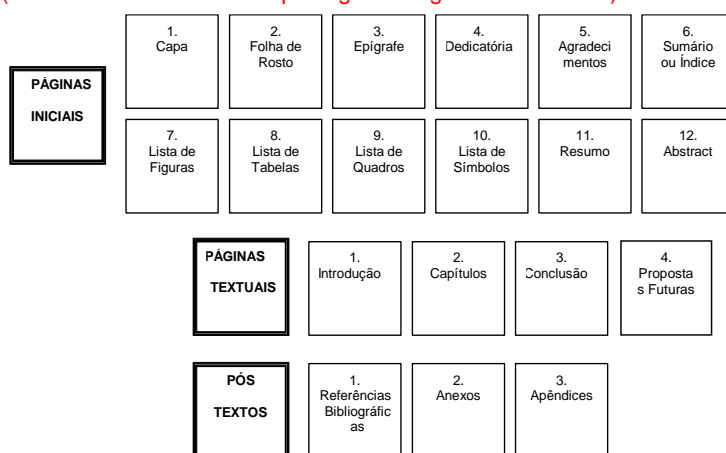 PÁGINAS
INICIAIS
1.
Capa
2.
Folha de
Rosto
3.
Epígrafe
4.
Dedicatória
5.
Agradeci
mentos
6.
Sumário
ou Índice
7.
Lista de
Figuras
8.
Lista de
Tabelas
9.
Lista de
Quadros
10.
Lista de
Símbolos
11.
Resumo
12.
Abstract
PÁGINAS
TEXTUAIS
1.
Introdução
2.
Capítulos
3.
Conclusão
4.
Proposta
s Futuras
PÓS
TEXTOS
1.
Referências
Bibliográfic
as
2.
Anexos
3.
Apêndices